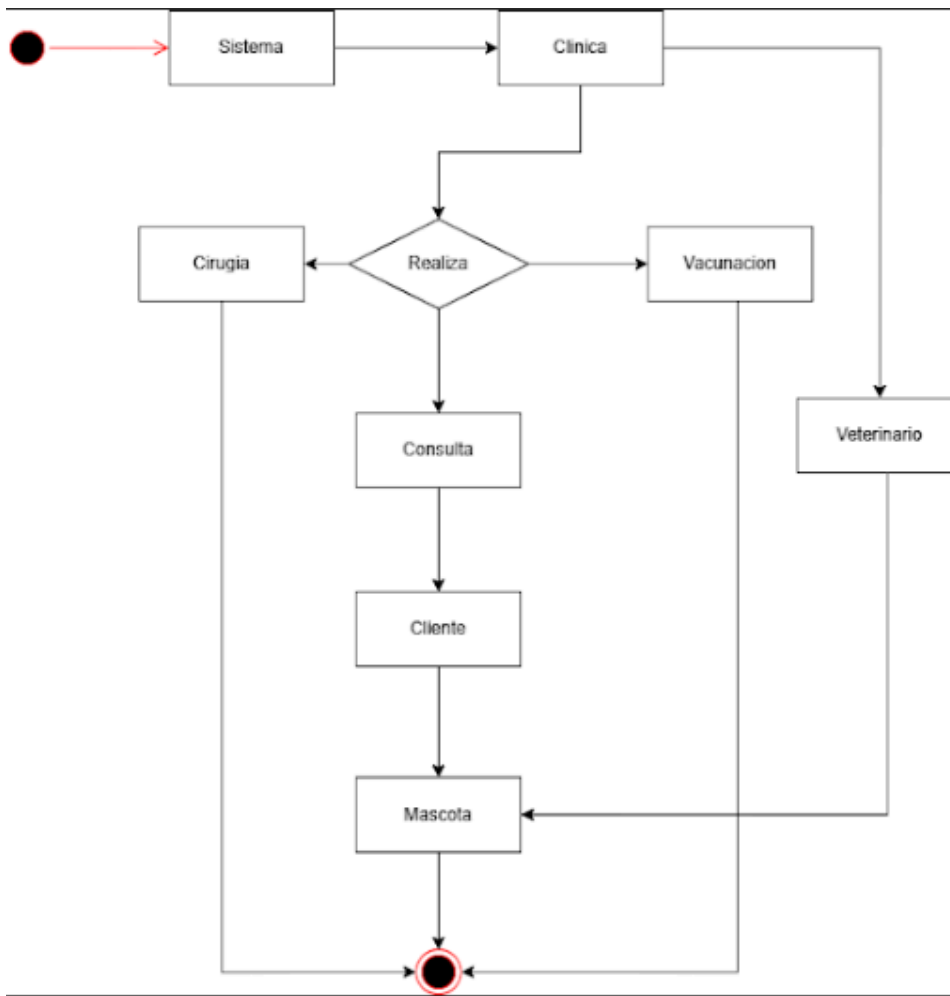 Sistema
Clinica
Cirugia
Realiza
Vacunacion
Consulta
Veterinario
Cliente
Mascota